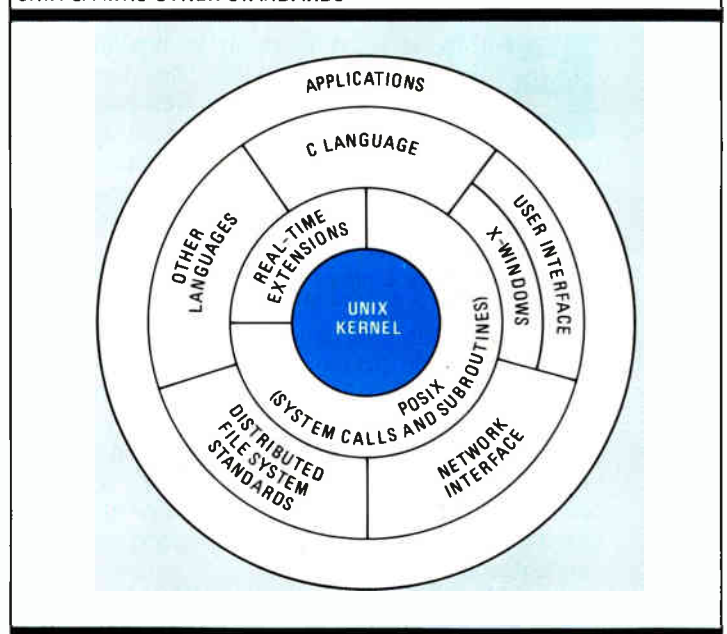 APPLICATIONS
C LANGUAGE
OTHER
LANGUAGES
REAL-TIME
EXTENSIONS
X-WINDOWS
USER INTERFACE
UNIX
KERNEL
POSIX
(SYSTEM CALLS AND SUBROUTINES)
DISTRIBUTED
FILE SYSTEM
STANDARDS
NETWORK
INTERFACE